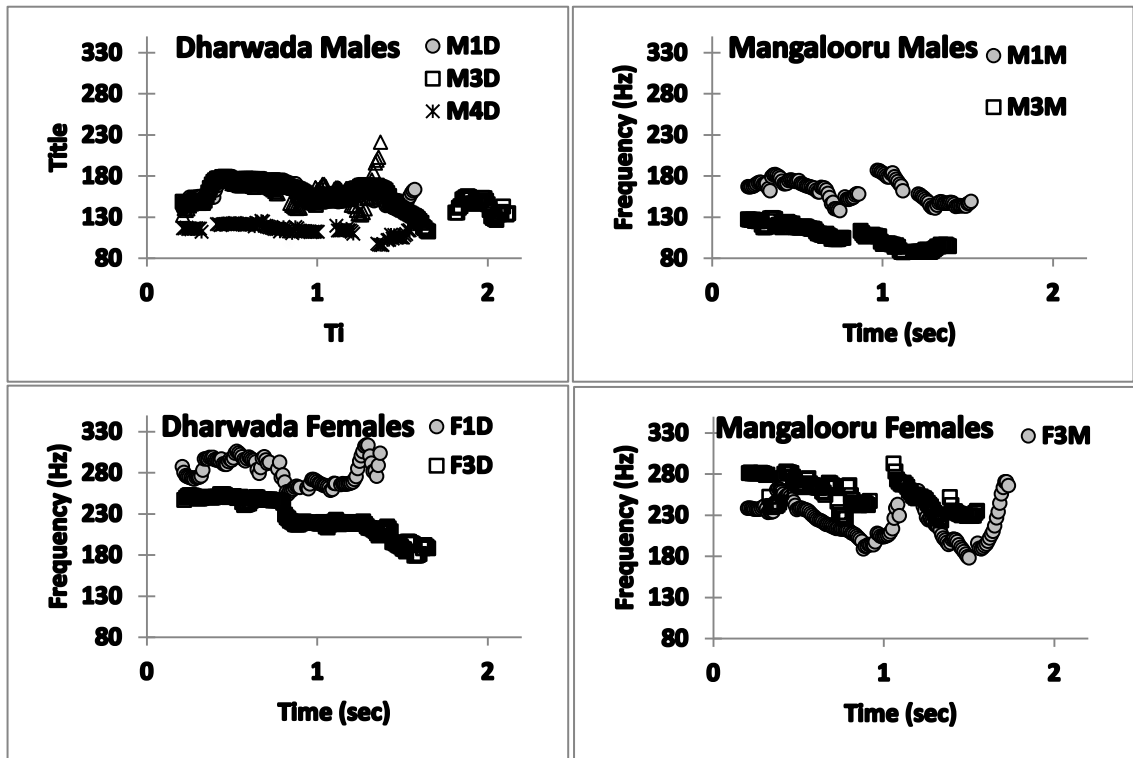 Dharwada Males
M1D
M3D
M4D
Title
330
280
230
180
130
80
0 1 2
Ti
Mangalooru Males
M1M
M3M
Frequency (Hz)
330
280
230
180
130
80
0 1 2
Time (sec)
Dharwada Females
F1D
F3D
Frequency (Hz)
330
280
230
180
130
80
0 1 2
Time (sec)
Mangalooru Females
F3M
Frequency (Hz)
330
280
230
180
130
80
0 1 2
Time (sec)